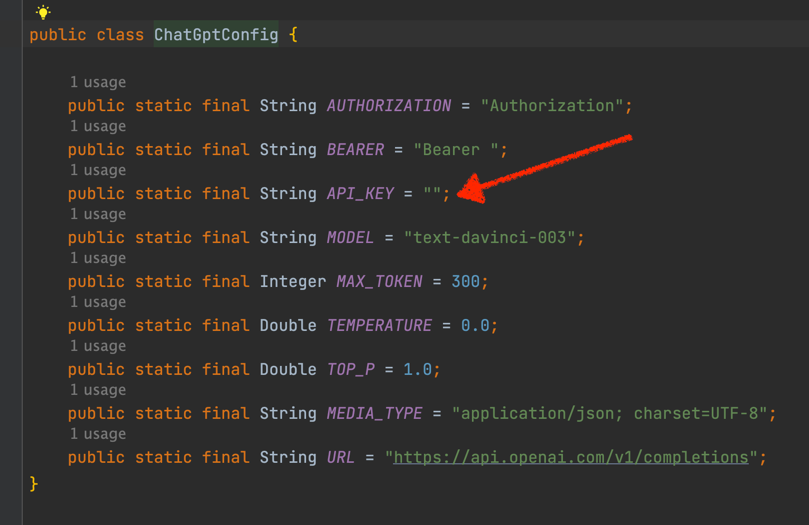 public class ChatGptConfig {
1 usage
public static final String AUTHORIZATION = "Authorization";
1 usage
public static final String BEARER = "Bearer ";
1 usage
public static final String API_KEY = "";
1 usage
public static final String MODEL = "text-davinci-003";
1 usage
public static final Integer MAX_TOKEN = 300;
1 usage
public static final Double TEMPERATURE = 0.0;
1 usage
public static final Double TOP_P = 1.0;
1 usage
public static final String MEDIA_TYPE = "application/json; charset=UTF-8";
1 usage
public static final String URL = "https://api.openai.com/v1/completions";
}